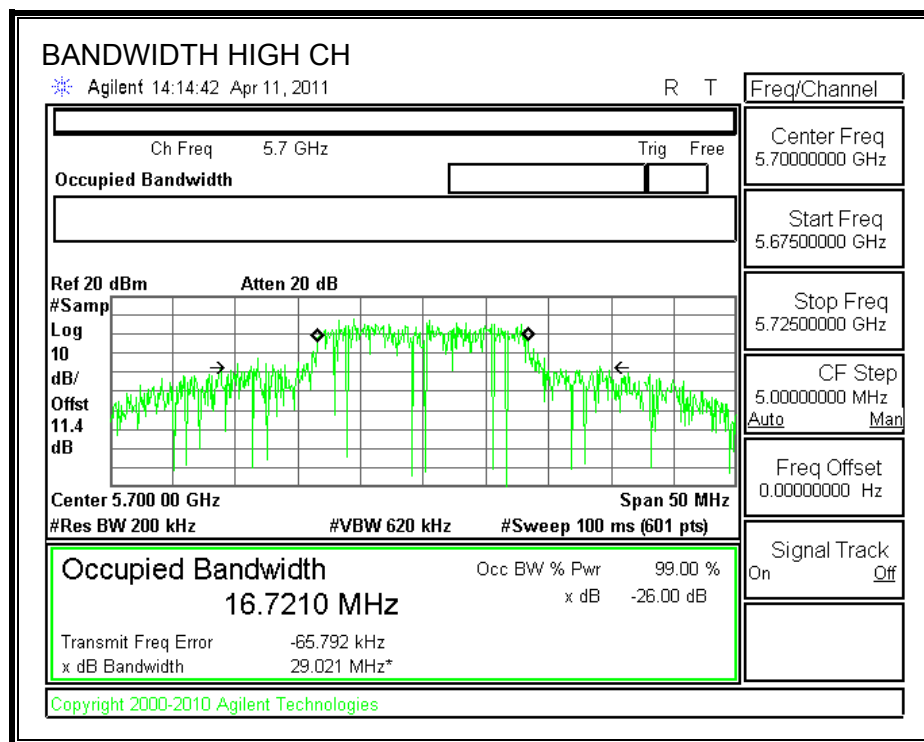 BANDWIDTH HIGH CH
Agilent 14:14:42 Apr 11, 2011 R T
Freq/Channel
Ch Freq 5.7 GHz Trig Free
Occupied Bandwidth
Center Freq
5.70000000 GHz
Start Freq
5.67500000 GHz
Stop Freq
5.72500000 GHz
CF Step
5.00000000 MHz
Auto Man
Freq Offset
0.00000000 Hz
Signal Track
On Off
Ref 20 dBm Atten 20 dB
#Samp
Log
10
dB/
Offst
11.4
dB
Center 5.700 00 GHz Span 50 MHz
#Res BW 200 kHz #VBW 620 kHz #Sweep 100 ms (601 pts)
Occupied Bandwidth
16.7210 MHz
Occ BW % Pwr 99.00 %
x dB -26.00 dB
Transmit Freq Error -65.792 kHz
x dB Bandwidth 29.021 MHz*
Copyright 2000-2010 Agilent Technologies